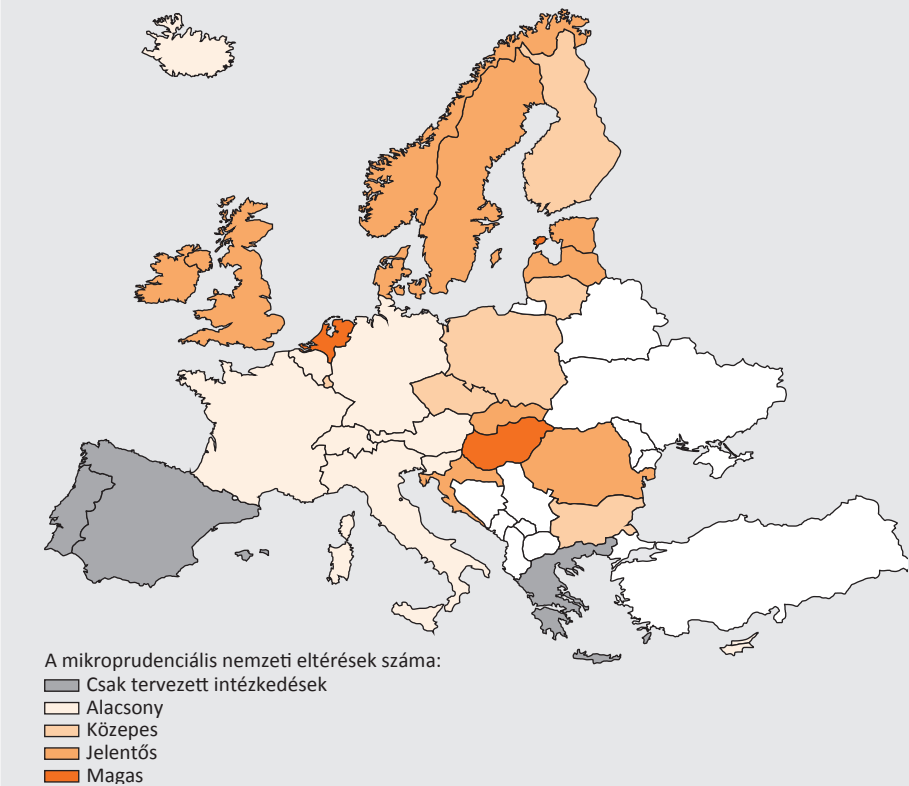 A mikroprudenciális nemzeti eltérések száma:
Csak tervezett intézkedések
Alacsony
Közepes
Jelentős
Magas